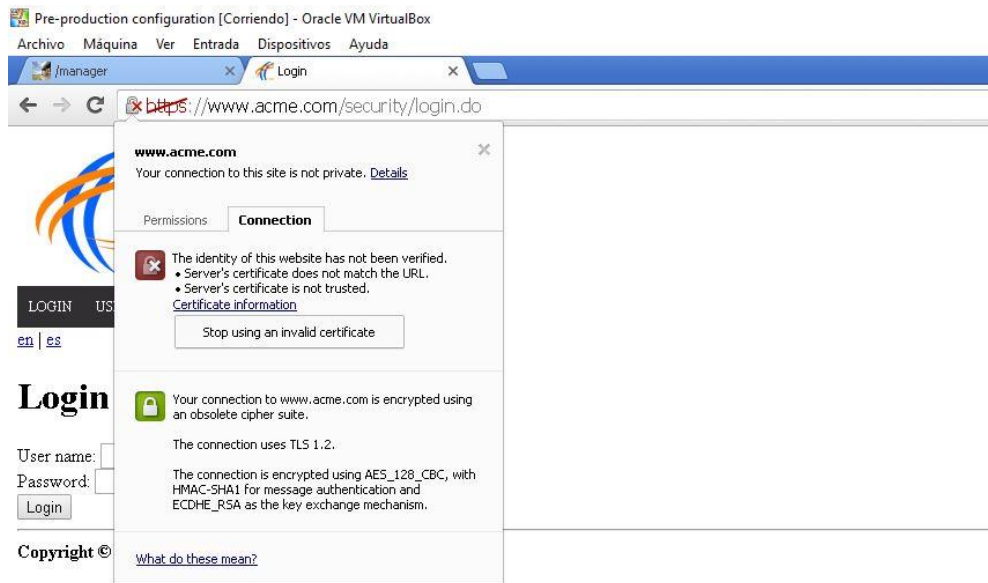 Pre-production configuration [Corriendo] - Oracle VM VirtualBox
Archivo Máquina Ver Entrada Dispositivos Ayuda
/manager × Login ×
https://www.acme.com/security/login.do
www.acme.com ×
Your connection to this site is not private. Details
Permissions Connection
The identity of this website has not been verified.
• Server's certificate does not match the URL.
• Server's certificate is not trusted.
Certificate information
Stop using an invalid certificate
LOGIN US
en | es
Your connection to www.acme.com is encrypted using
an obsolete cipher suite.
The connection uses TLS 1.2.
The connection is encrypted using AES_128_CBC, with
HMAC-SHA1 for message authentication and
ECDHE_RSA as the key exchange mechanism.
What do these mean?
Login
User name:
Password:
Login
Copyright ©